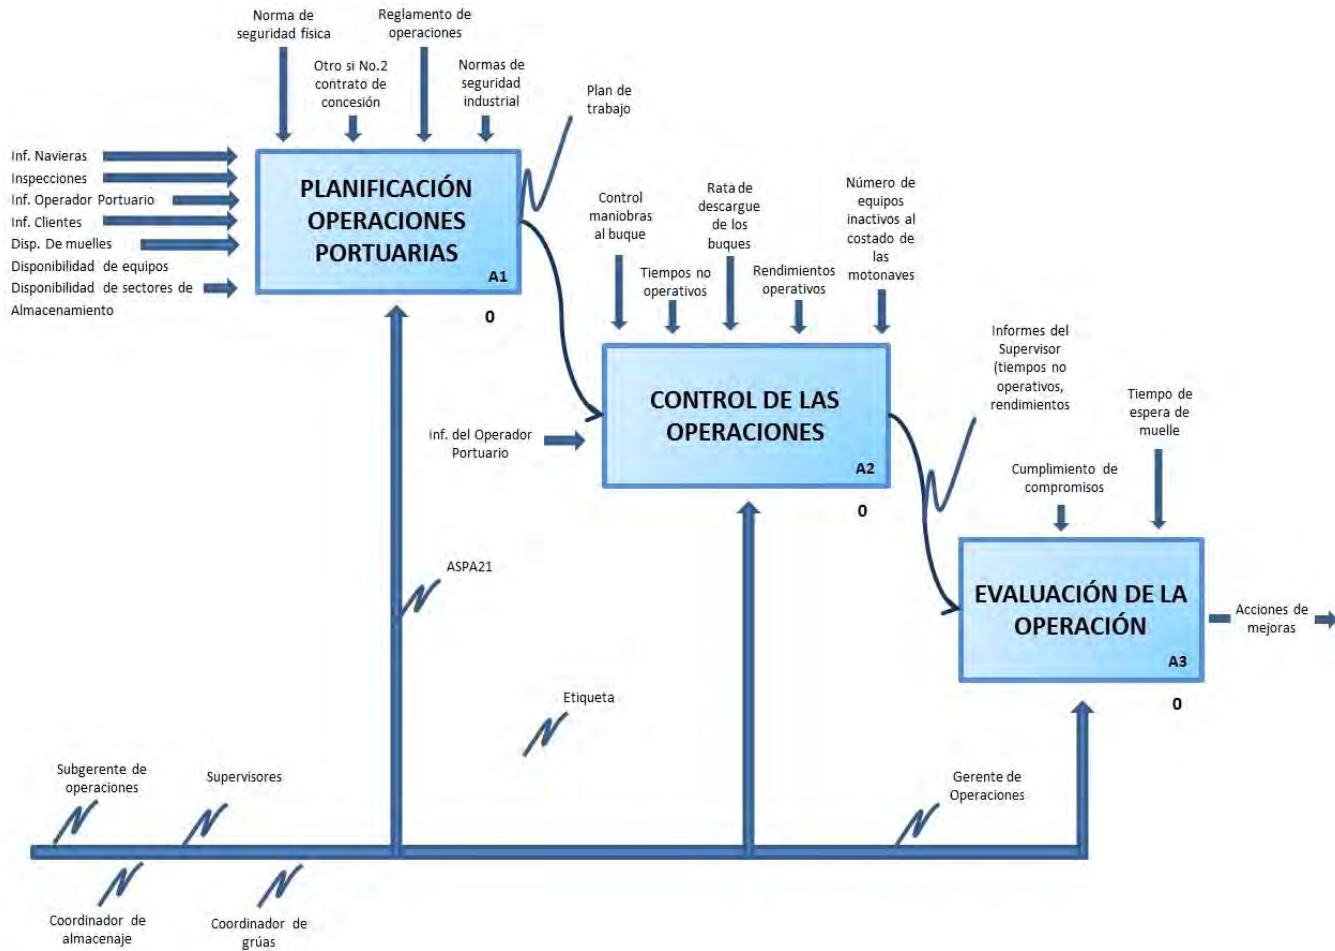 Norma de
seguridad física
Reglamento de
operaciones
Otro si No.2
contrato de
concesión
Normas de
seguridad
industrial
Plan de
trabajo
Inf. Navieras
Inspecciones
Inf. Operador Portuario
Inf. Clientes
Disp. De muelles
Disponibilidad de equipos
Disponibilidad de sectores de
Almacenamiento
PLANIFICACIÓN
OPERACIONES
PORTUARIAS
A1
0
Control
maniobras
al buque
Tiempos no
operativos
Rata de
descargue
de los
buques
Rendimientos
operativos
Número de
equipos
inactivos al
costado de
las
motonaves
Inf. del Operador
Portuario
CONTROL DE LAS
OPERACIONES
A2
0
Informes del
Supervisor
(tiempos no
operativos,
rendimientos
Tiempo de
espera de
muelle
Cumplimiento de
compromisos
EVALUACIÓN DE LA
OPERACIÓN
A3
0
Acciones de
mejoras
ASPA21
Etiqueta
Subgerente de
operaciones
Supervisores
Gerente de
Operaciones
Coordinador de
almacenaje
Coordinador de
grúas